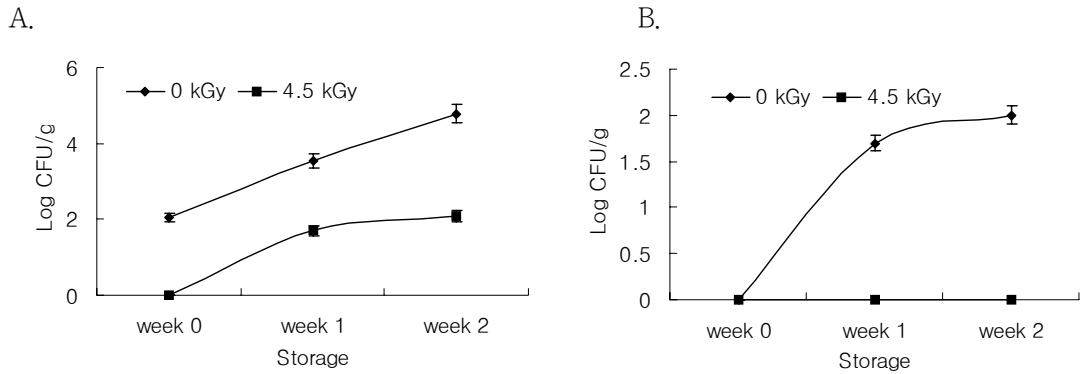 A.
6
4
2
0
Log CFU/g
0 kGy 4.5 kGy
week 0 week 1 week 2
Storage
B.
2.5
2
1.5
1
0.5
0
Log CFU/g
0 kGy 4.5 kGy
week 0 week 1 week 2
Storage